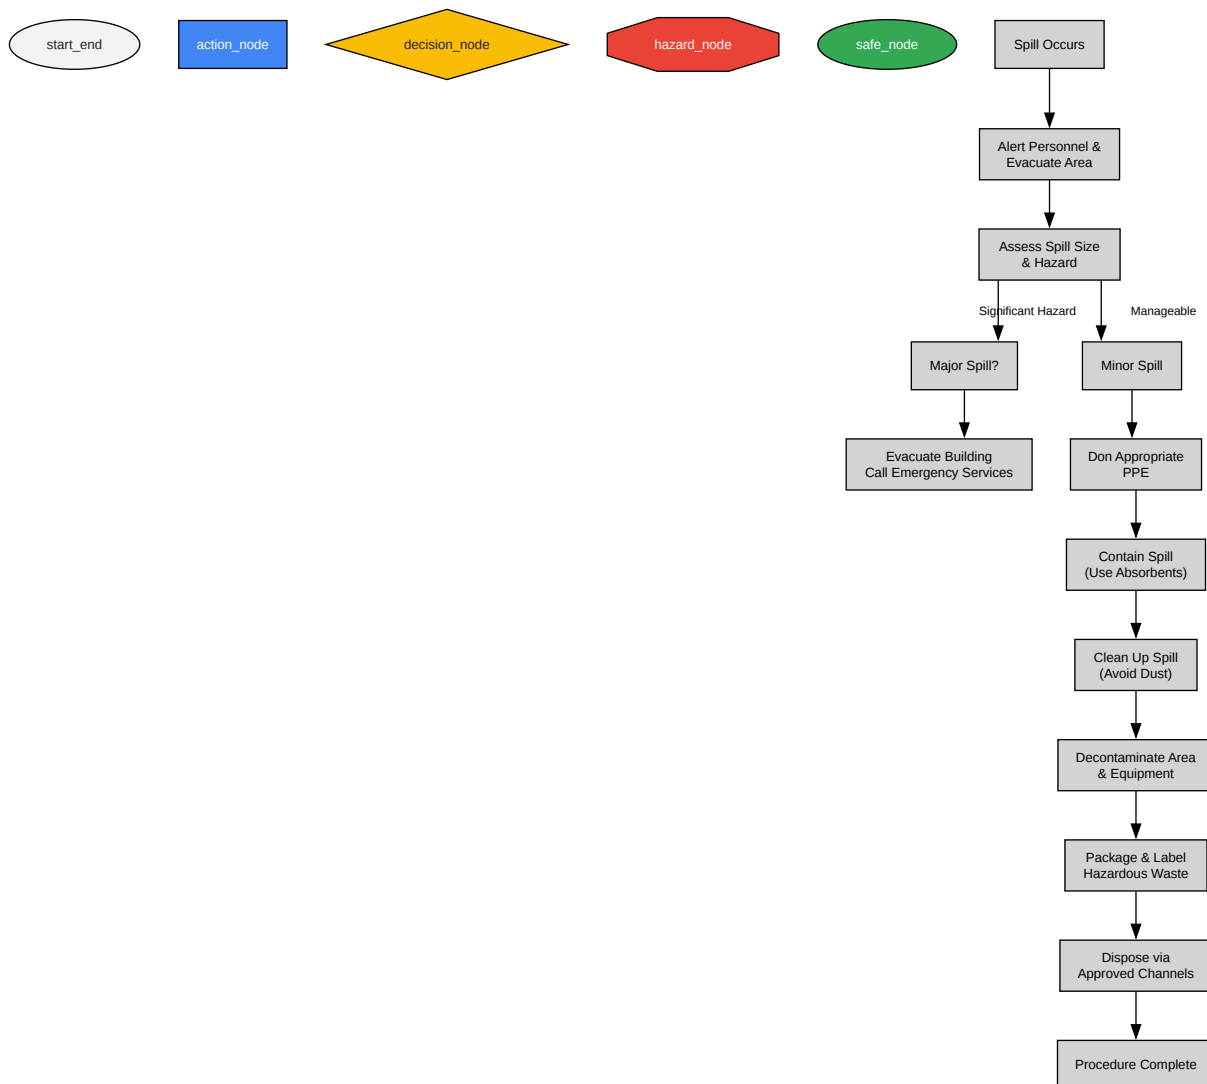 start_end
action_node
decision_node
hazard_node
safe_node
Spill Occurs
Alert Personnel &
Evacuate Area
Assess Spill Size
& Hazard
Significant Hazard
Manageable
Major Spill?
Minor Spill
Evacuate Building
Call Emergency Services
Don Appropriate
PPE
Contain Spill
(Use Absorbents)
Clean Up Spill
(Avoid Dust)
Decontaminate Area
& Equipment
Package & Label
Hazardous Waste
Dispose via
Approved Channels
Procedure Complete